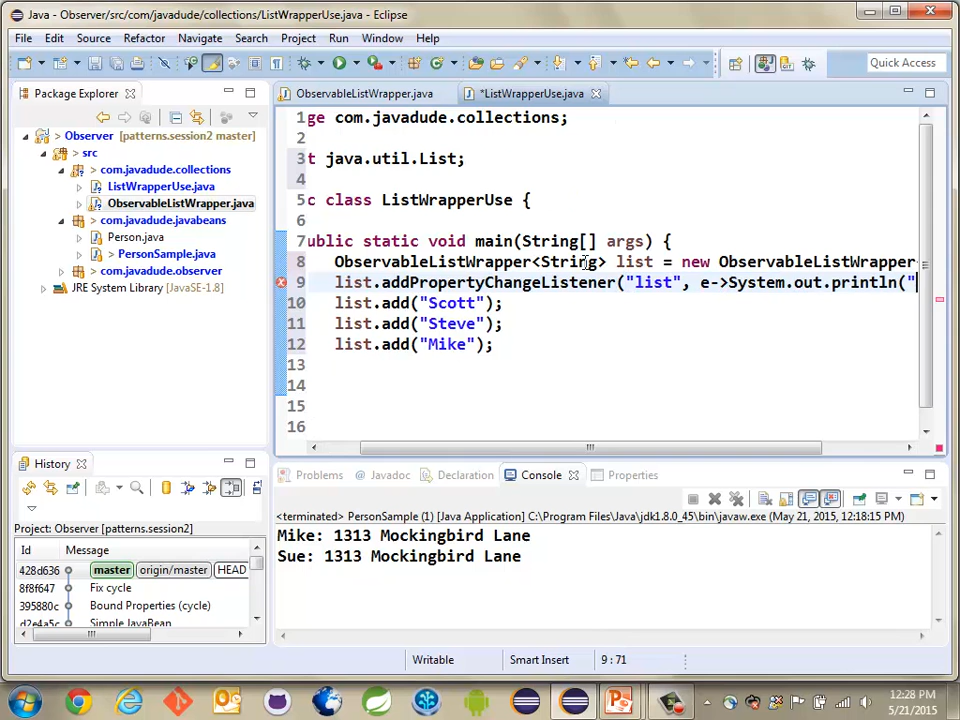 Java - Observer/src/com/javadude/collections/ListWrapperUse.java - Eclipse
File Edit Source Refactor Navigate Search Project Run Window Help
Quick Access
Package Explorer
> Observer [patterns.session2 master]
> src
> com.javadude.collections
ListWrapperUse.java
ObservableListWrapper.java
> com.javadude.javabeans
Person.java
> PersonSample.java
> com.javadude.observer
JRE System Library [JavaSE-1.8]
ObservableListWrapper.java
*ListWrapperUse.java
1 ge com.javadude.collections;
2
3 t java.util.List;
4
5 c class ListWrapperUse {
6
7 ublic static void main(String[] args) {
8 ObservableListWrapper<String> list = new ObservableListWrapper
9 list.addPropertyChangeListener("list", e->System.out.println("
10 list.add("Scott");
11 list.add("Steve");
12 list.add("Mike");
13
14
15
16
History
Project: Observer [patterns.session2]
Id Message
428d636 master origin/master HEAD
8f8f647 Fix cycle
395880c Bound Properties (cycle)
d2e4a5c Simple JavaBean
Problems @ Javadoc Declaration Console Properties
<terminated> PersonSample (1) [Java Application] C:\Program Files\Java\jdk1.8.0_45\bin\javaw.exe (May 21, 2015, 12:18:15 PM)
Mike: 1313 Mockingbird Lane
Sue: 1313 Mockingbird Lane
Writable Smart Insert 9 : 71
12:28 PM
5/21/2015